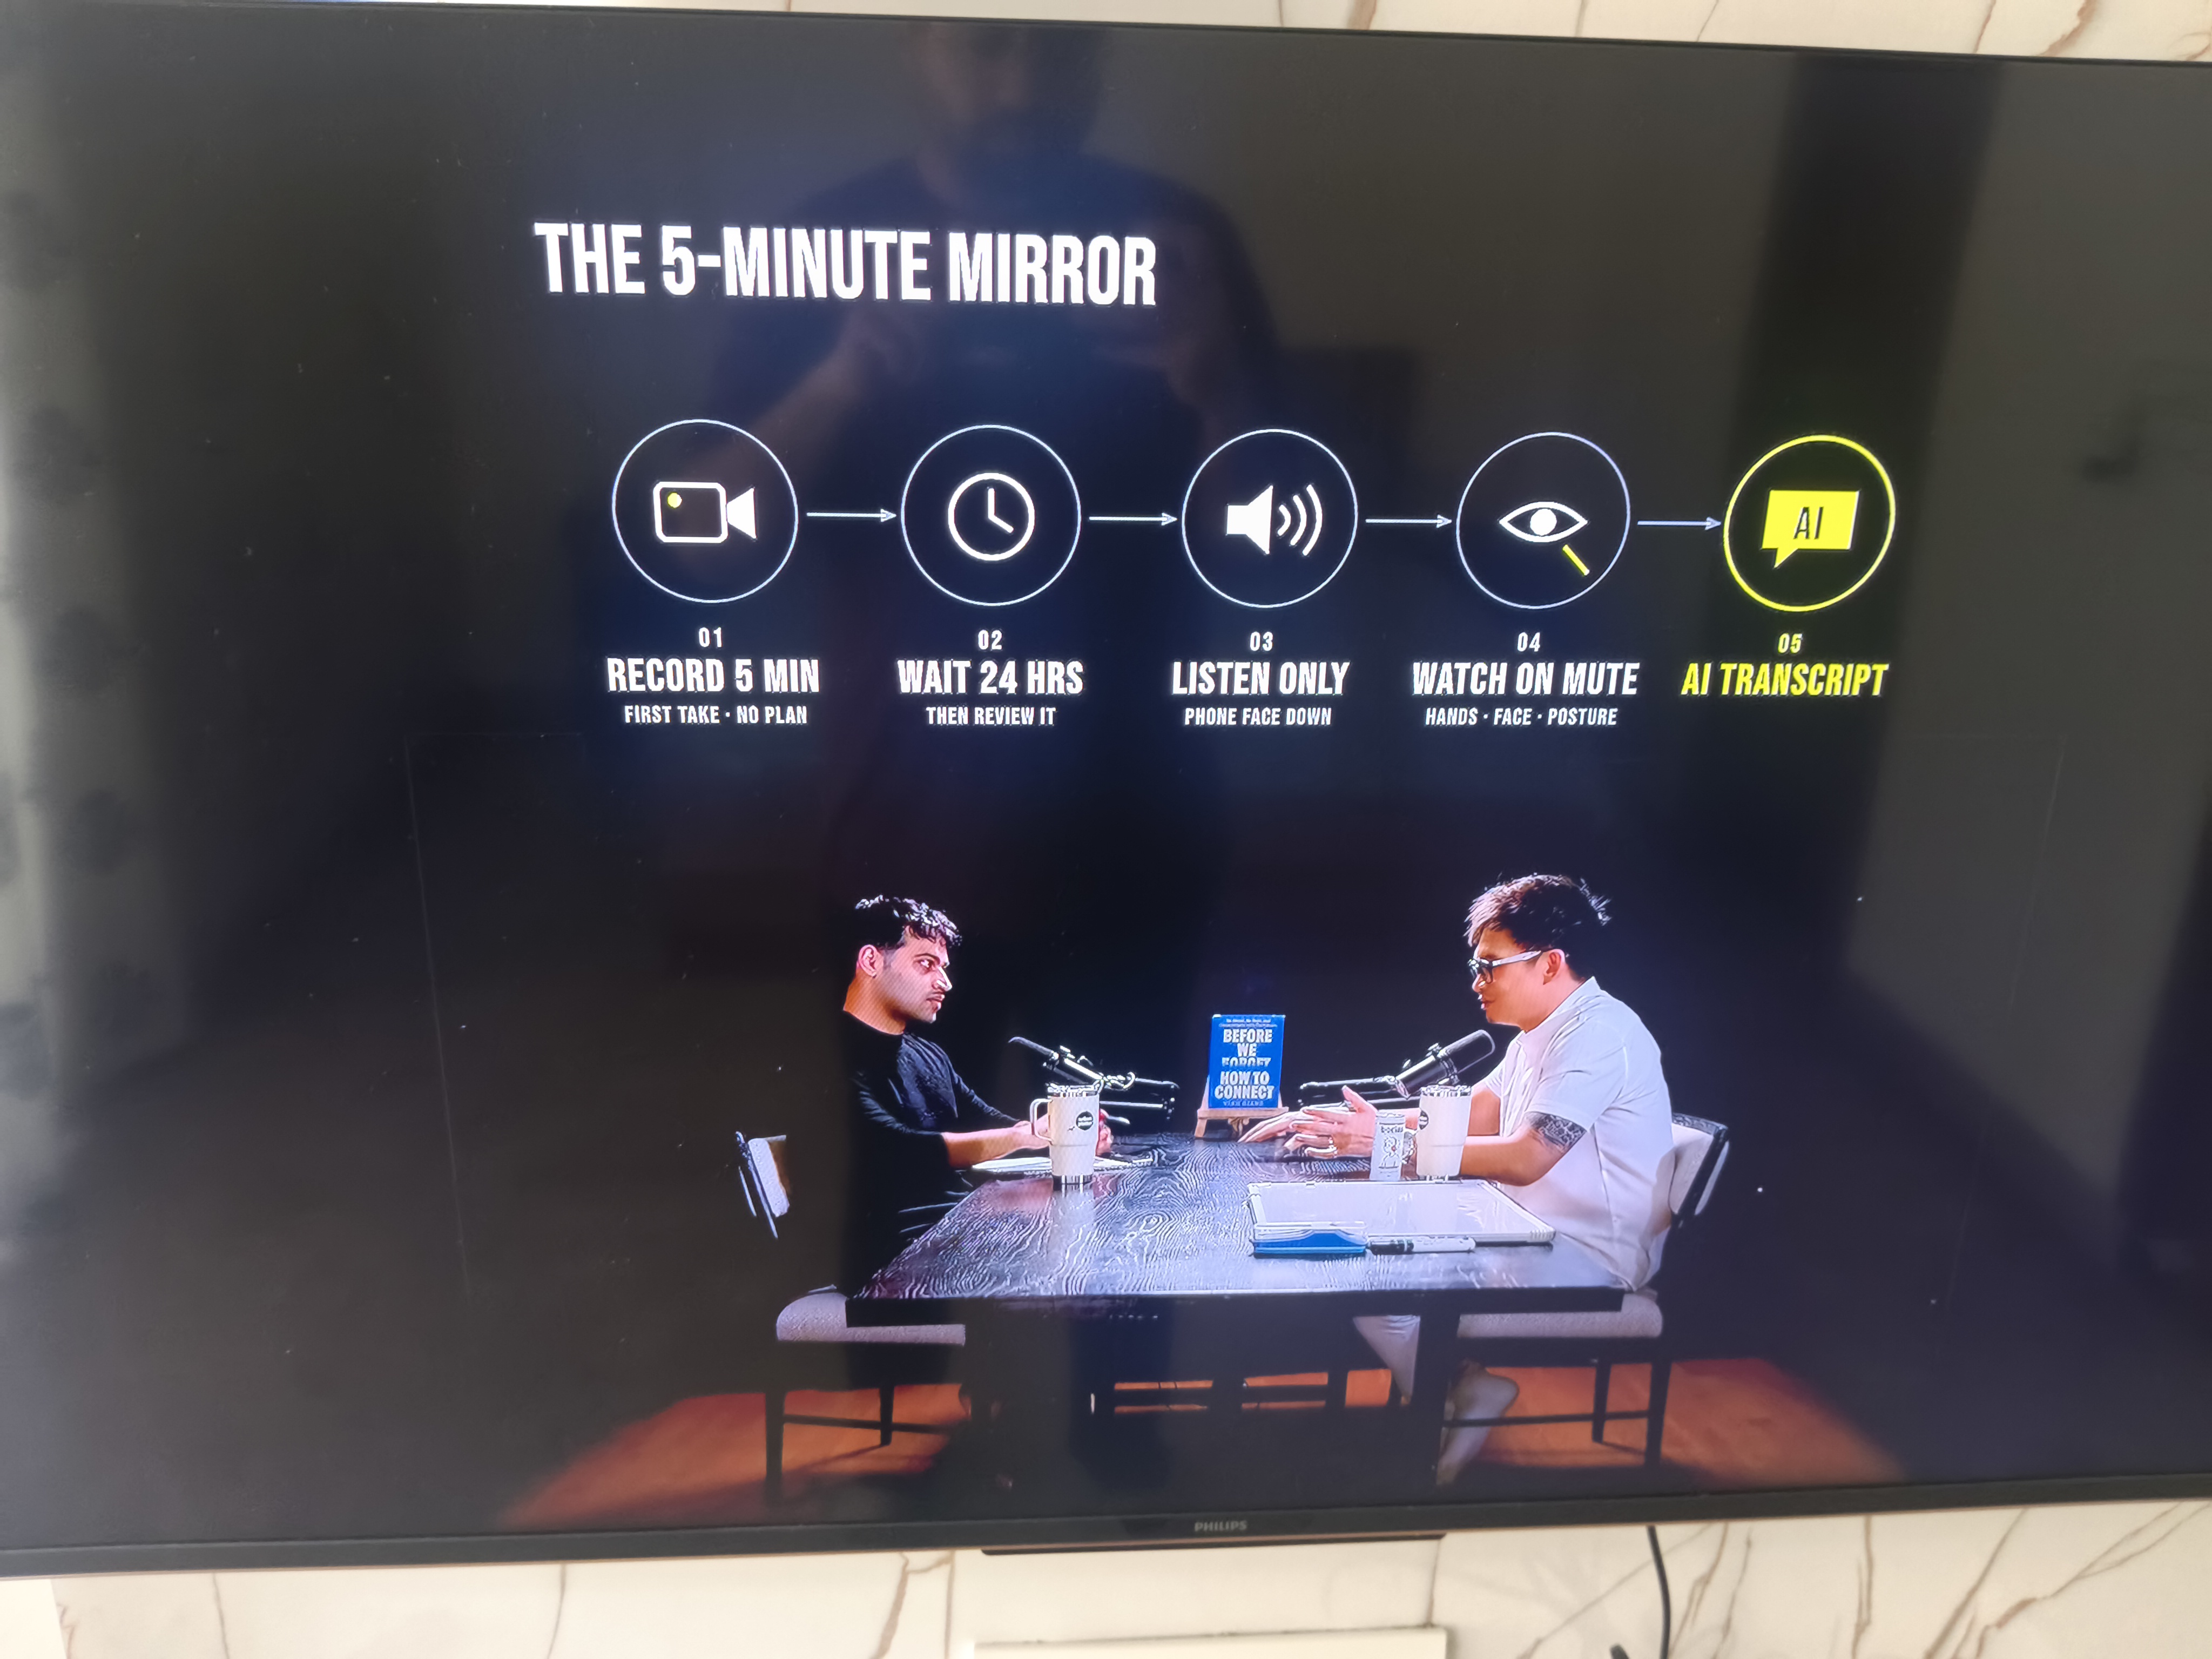 THE 5-MINUTE MIRROR
AI
01
RECORD 5 MIN
FIRST TAKE · NO PLAN
02
WAIT 24 HRS
THEN REVIEW IT
03
LISTEN ONLY
PHONE FACE DOWN
04
WATCH ON MUTE
HANDS · FACE · POSTURE
05
AI TRANSCRIPT
BEFORE
WE
FORGET
HOW TO
CONNECT
PHILIPS